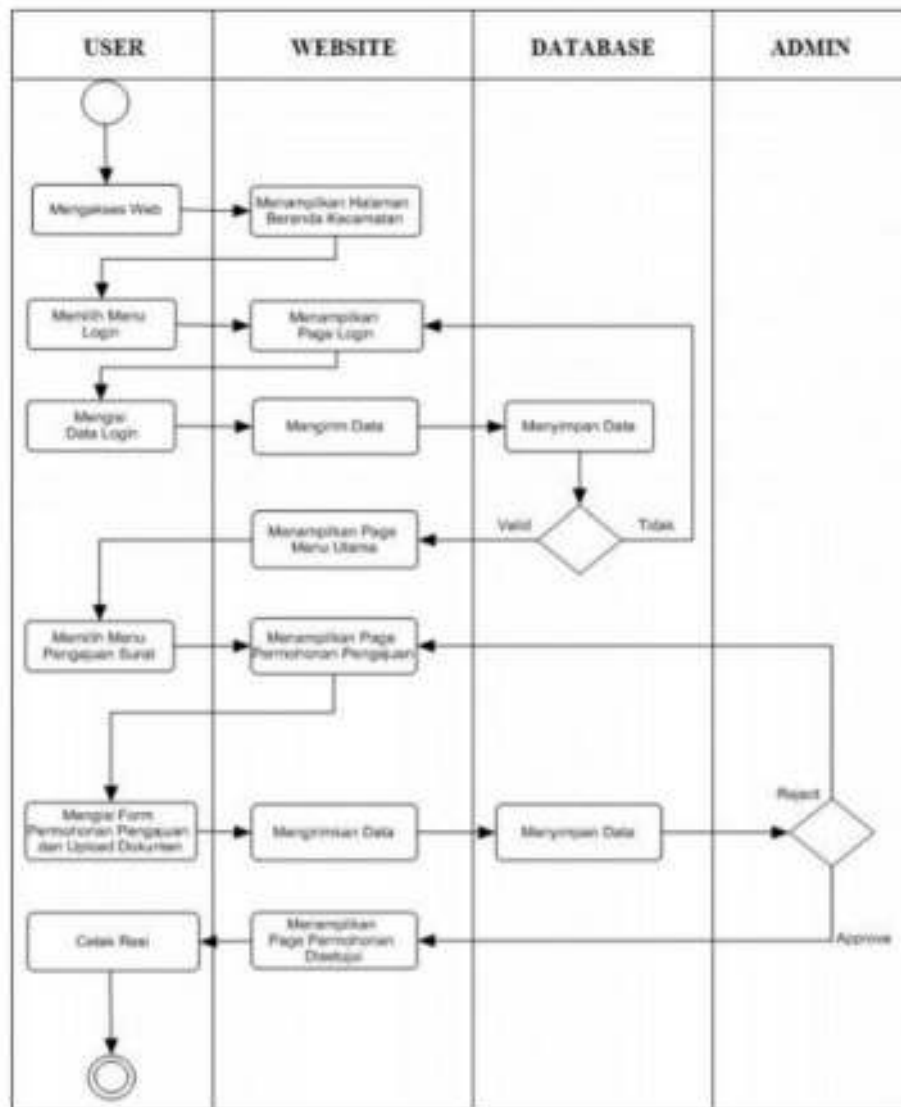 USER
WEBSITE
DATABASE
ADMIN
Mengakses Web
Menampilkan Halaman
Beranda Kecamatan
Memilih Menu
Login
Menampilkan
Page Login
Mengisi
Data Login
Mengirim Data
Menyimpan Data
Valid
Tidak
Menampilkan Page
Menu Utama
Memilih Menu
Pengajuan Surat
Menampilkan Page
Permohonan Pengajuan
Reject
Mengisi Form
Permohonan Pengajuan
dan Upload Dokumen
Mengirimkan Data
Menyimpan Data
Cetak Resi
Menampilkan
Page Permohonan
Disetujui
Approve